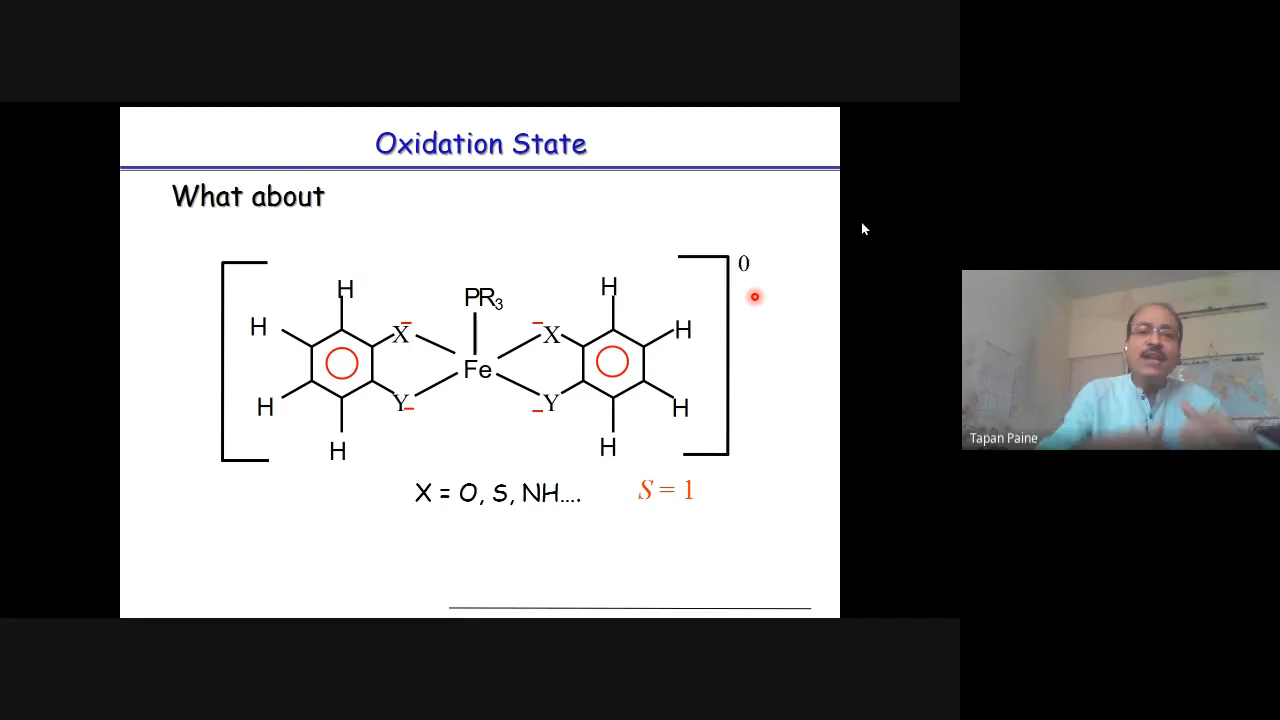 Oxidation State
What about
0
H
H
H
PR3
H
H
X
–
–
X
Fe
H
Y
–
–
Y
H
H
H
X = O, S, NH....
S = 1
Tapan Paine